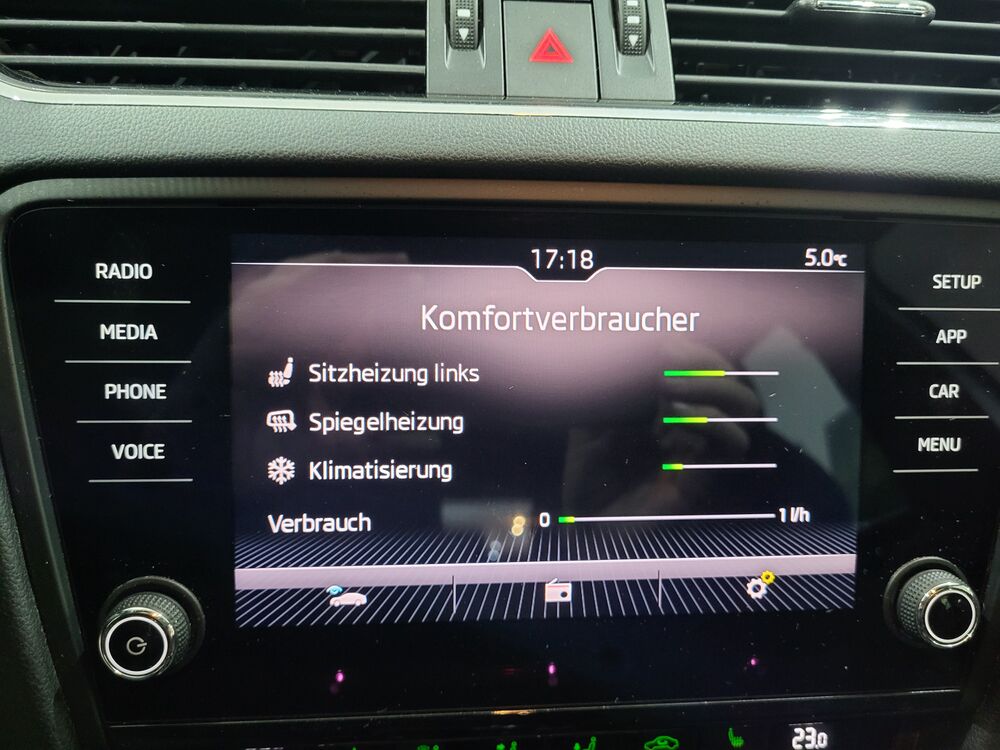 17:18
5.0°C
RADIO
MEDIA
PHONE
VOICE
SETUP
APP
CAR
MENU
Komfortverbraucher
Sitzheizung links
Spiegelheizung
Klimatisierung
Verbrauch 0 1 l/h
23.0